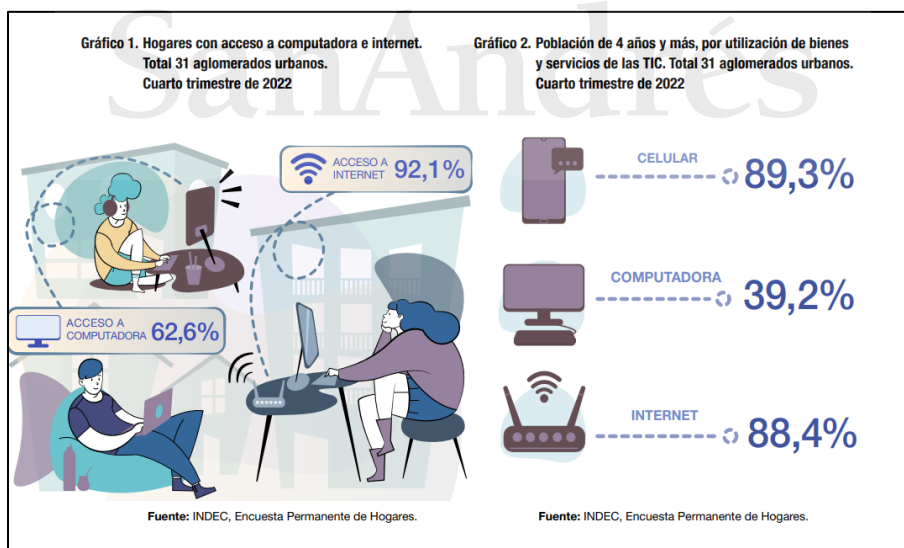 SanAndrés
Gráfico 1. Hogares con acceso a computadora e internet.
Total 31 aglomerados urbanos.
Cuarto trimestre de 2022
ACCESO A
INTERNET 92,1%
ACCESO A
COMPUTADORA 62,6%
Fuente: INDEC, Encuesta Permanente de Hogares.
Gráfico 2. Población de 4 años y más, por utilización de bienes
y servicios de las TIC. Total 31 aglomerados urbanos.
Cuarto trimestre de 2022
CELULAR
89,3%
COMPUTADORA
39,2%
INTERNET
88,4%
Fuente: INDEC, Encuesta Permanente de Hogares.